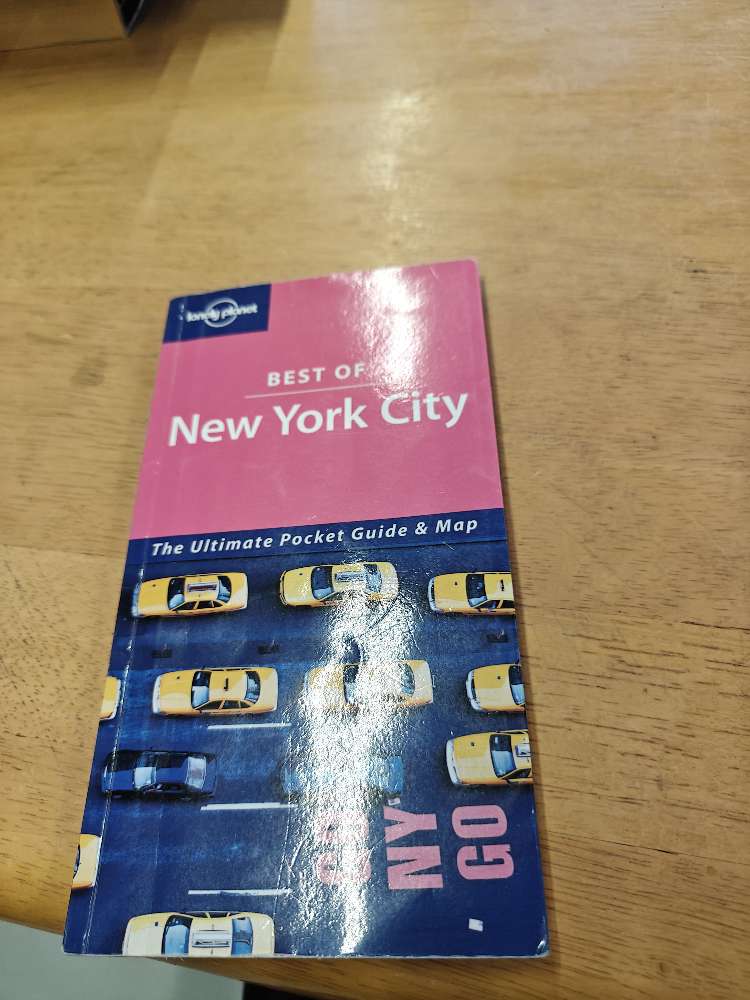 lonely planet
BEST OF
New York City
The Ultimate Pocket Guide & Map
NY
GO